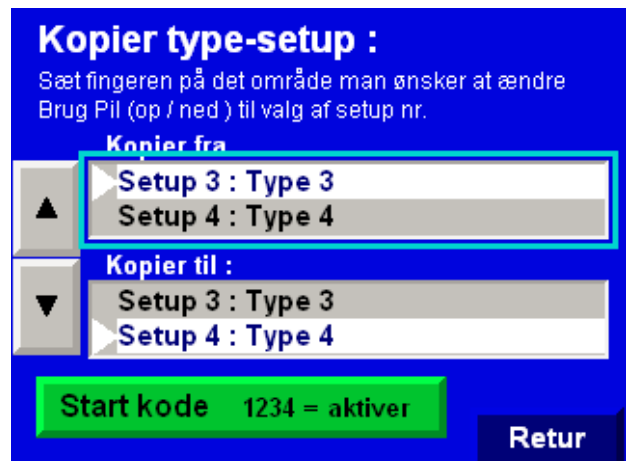 Kopier type-setup :
Sæt fingeren på det område man ønsker at ændre
Brug Pil (op / ned ) til valg af setup nr.
Kopier fra
Setup 3 : Type 3
Setup 4 : Type 4
Kopier til :
Setup 3 : Type 3
Setup 4 : Type 4
Start kode 1234 = aktiver
Retur